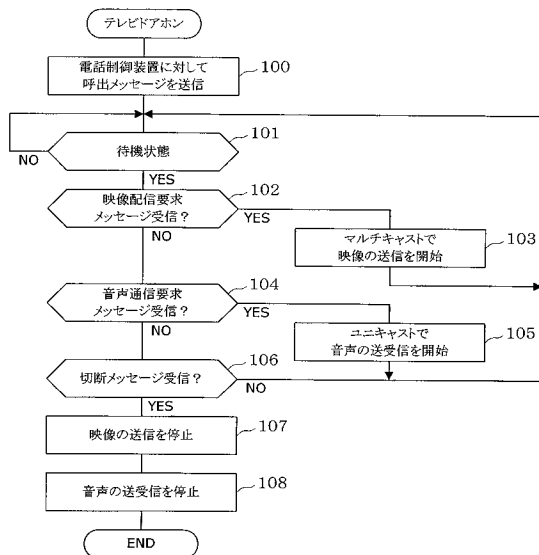 テレビドアホン
電話制御装置に対して
呼出メッセージを送信
100
101
待機状態
NO
YES
102
映像配信要求
メッセージ受信?
YES
NO
マルチキャストで
映像の送信を開始
103
104
音声通信要求
メッセージ受信?
YES
NO
ユニキャストで
音声の送受信を開始
105
106
切断メッセージ受信?
NO
YES
映像の送信を停止
107
音声の送受信を停止
108
END